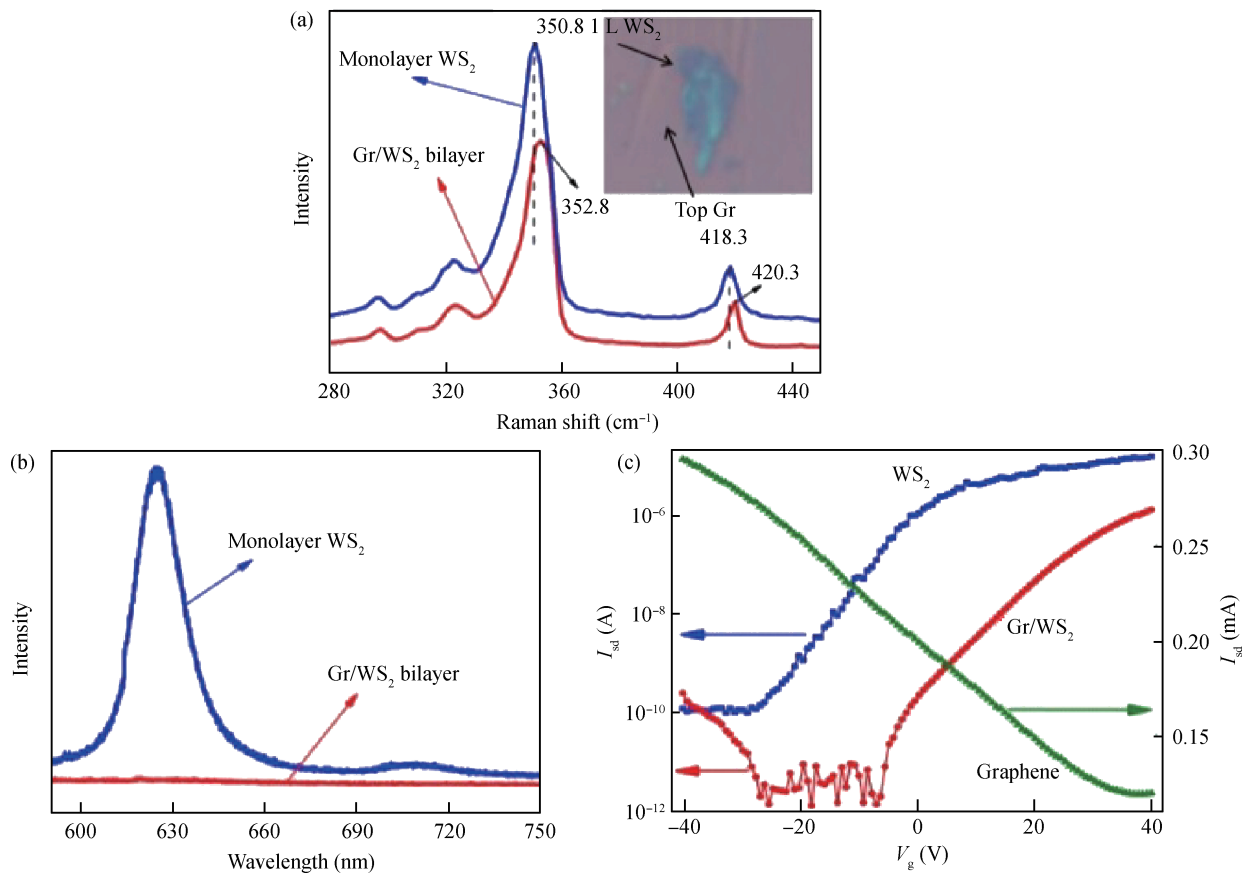 (a)
350.8 1 L WS₂
Monolayer WS₂
Gr/WS₂ bilayer
352.8
Top Gr
418.3
420.3
Intensity
280 320 360 400 440
Raman shift (cm⁻¹)
(b)
Monolayer WS₂
Gr/WS₂ bilayer
Intensity
600 630 660 690 720 750
Wavelength (nm)
(c)
WS₂
Gr/WS₂
Graphene
I_sd (A)
10⁻⁶
10⁻⁸
10⁻¹⁰
10⁻¹²
0.30
0.25
0.20
0.15
I_sd (mA)
−40 −20 0 20 40
V_g (V)